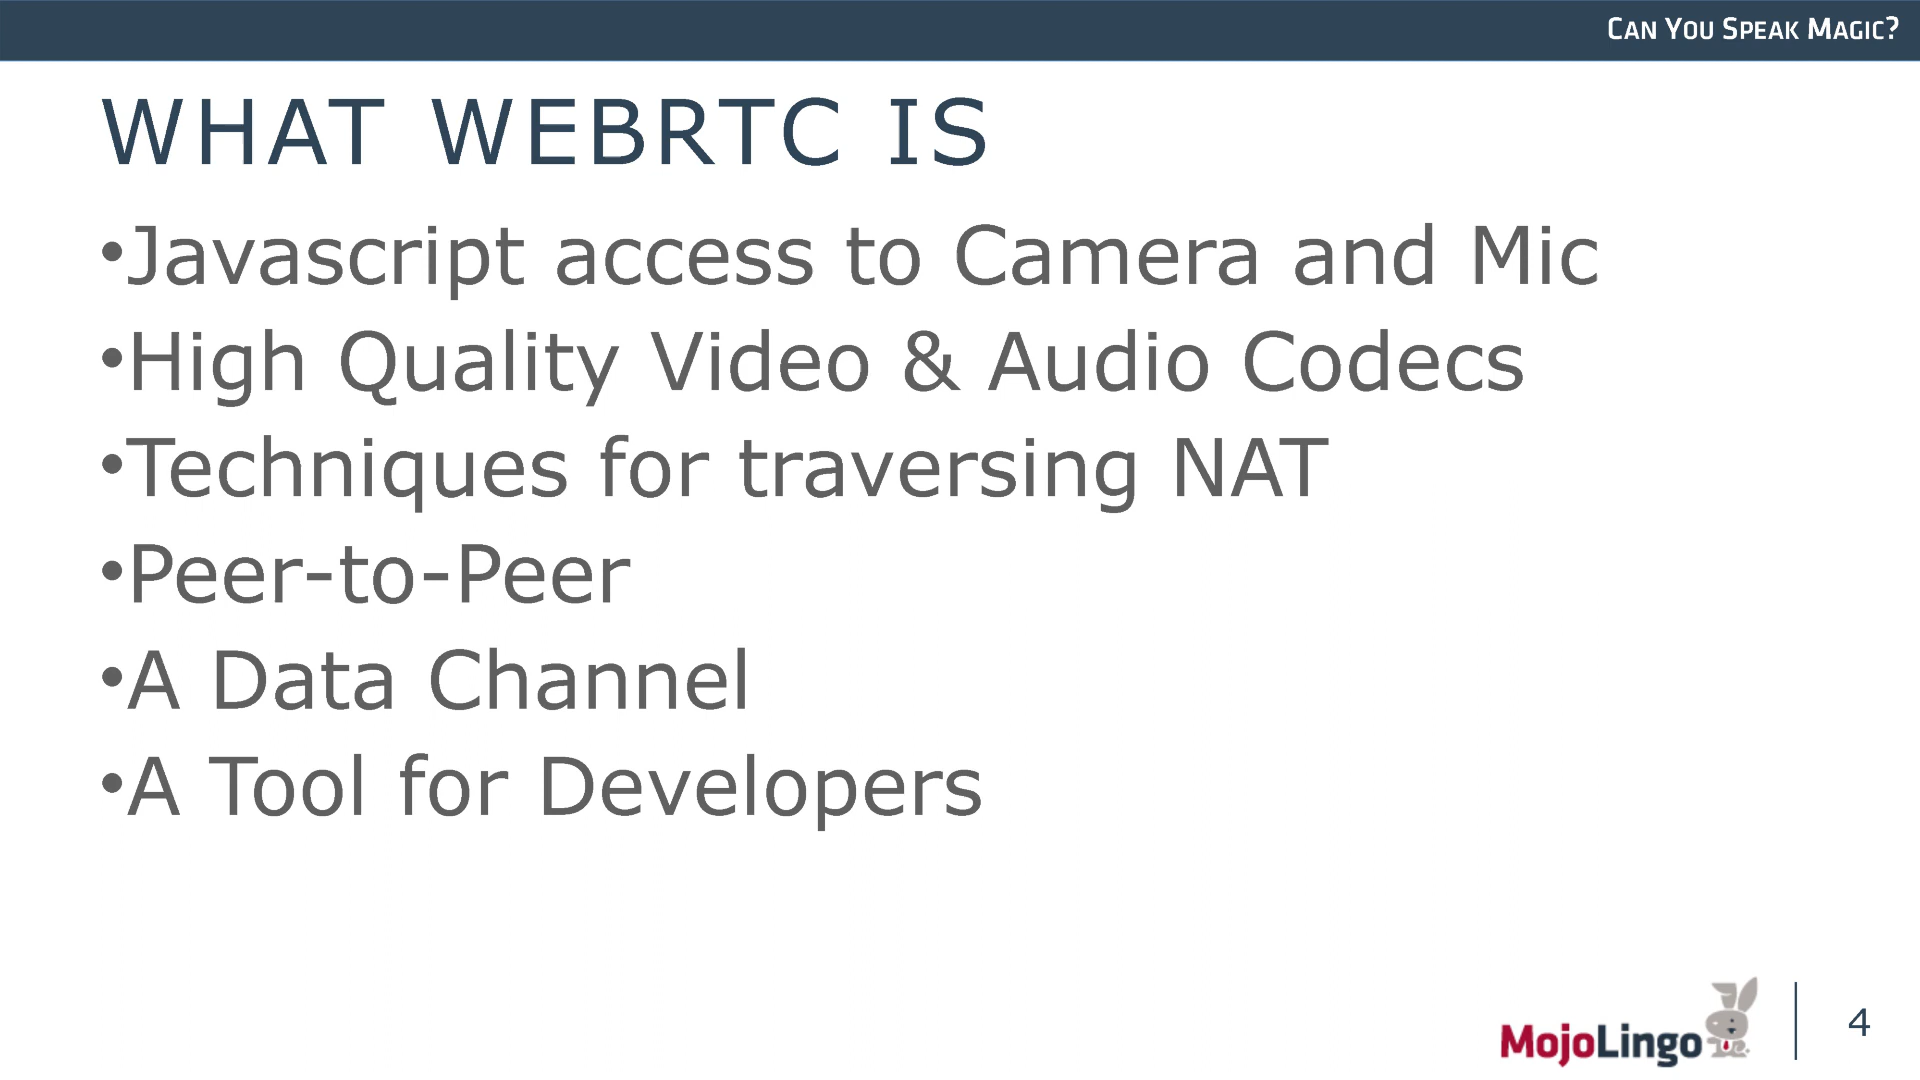 CAN YOU SPEAK MAGIC?
WHAT WEBRTC IS
•Javascript access to Camera and Mic
•High Quality Video & Audio Codecs
•Techniques for traversing NAT
•Peer-to-Peer
•A Data Channel
•A Tool for Developers
MojoLingo
4